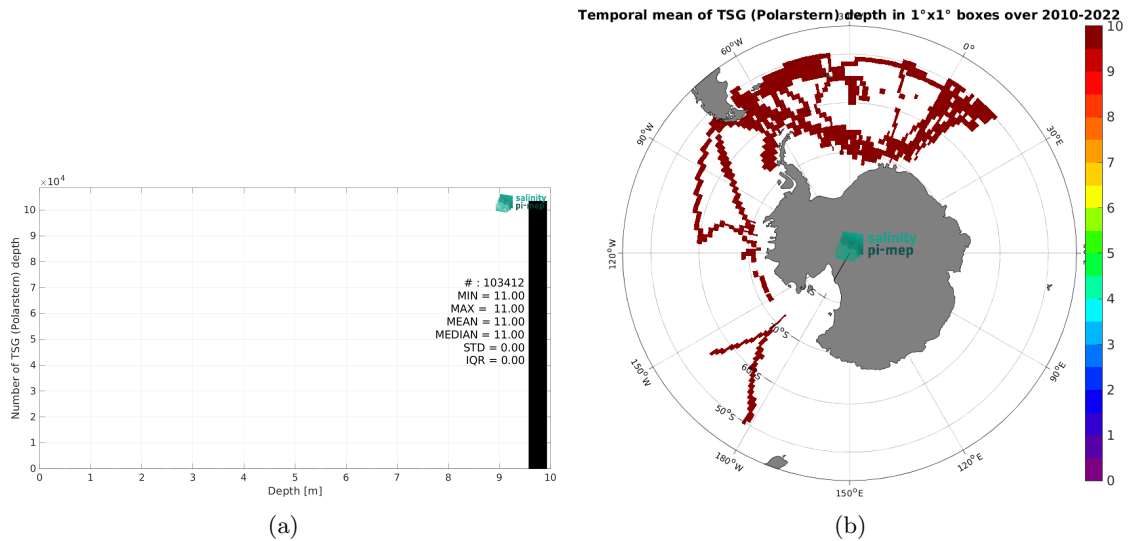 ×10⁴
10
9
8
7
6
5
4
3
2
1
0
Number of TSG (Polarstern) depth
salinity
pi-mep
# : 103412
MIN = 11.00
MAX = 11.00
MEAN = 11.00
MEDIAN = 11.00
STD = 0.00
IQR = 0.00
0 1 2 3 4 5 6 7 8 9 10
Depth [m]
(a)
Temporal mean of TSG (Polarstern) depth in 1°x1° boxes over 2010-2022
60°W
0°
90°W
30°E
120°W
salinity
pi-mep
70°S
150°W
60°S
90°E
50°S
180°W
120°E
150°E
10
9
8
7
6
5
4
3
2
1
0
(b)